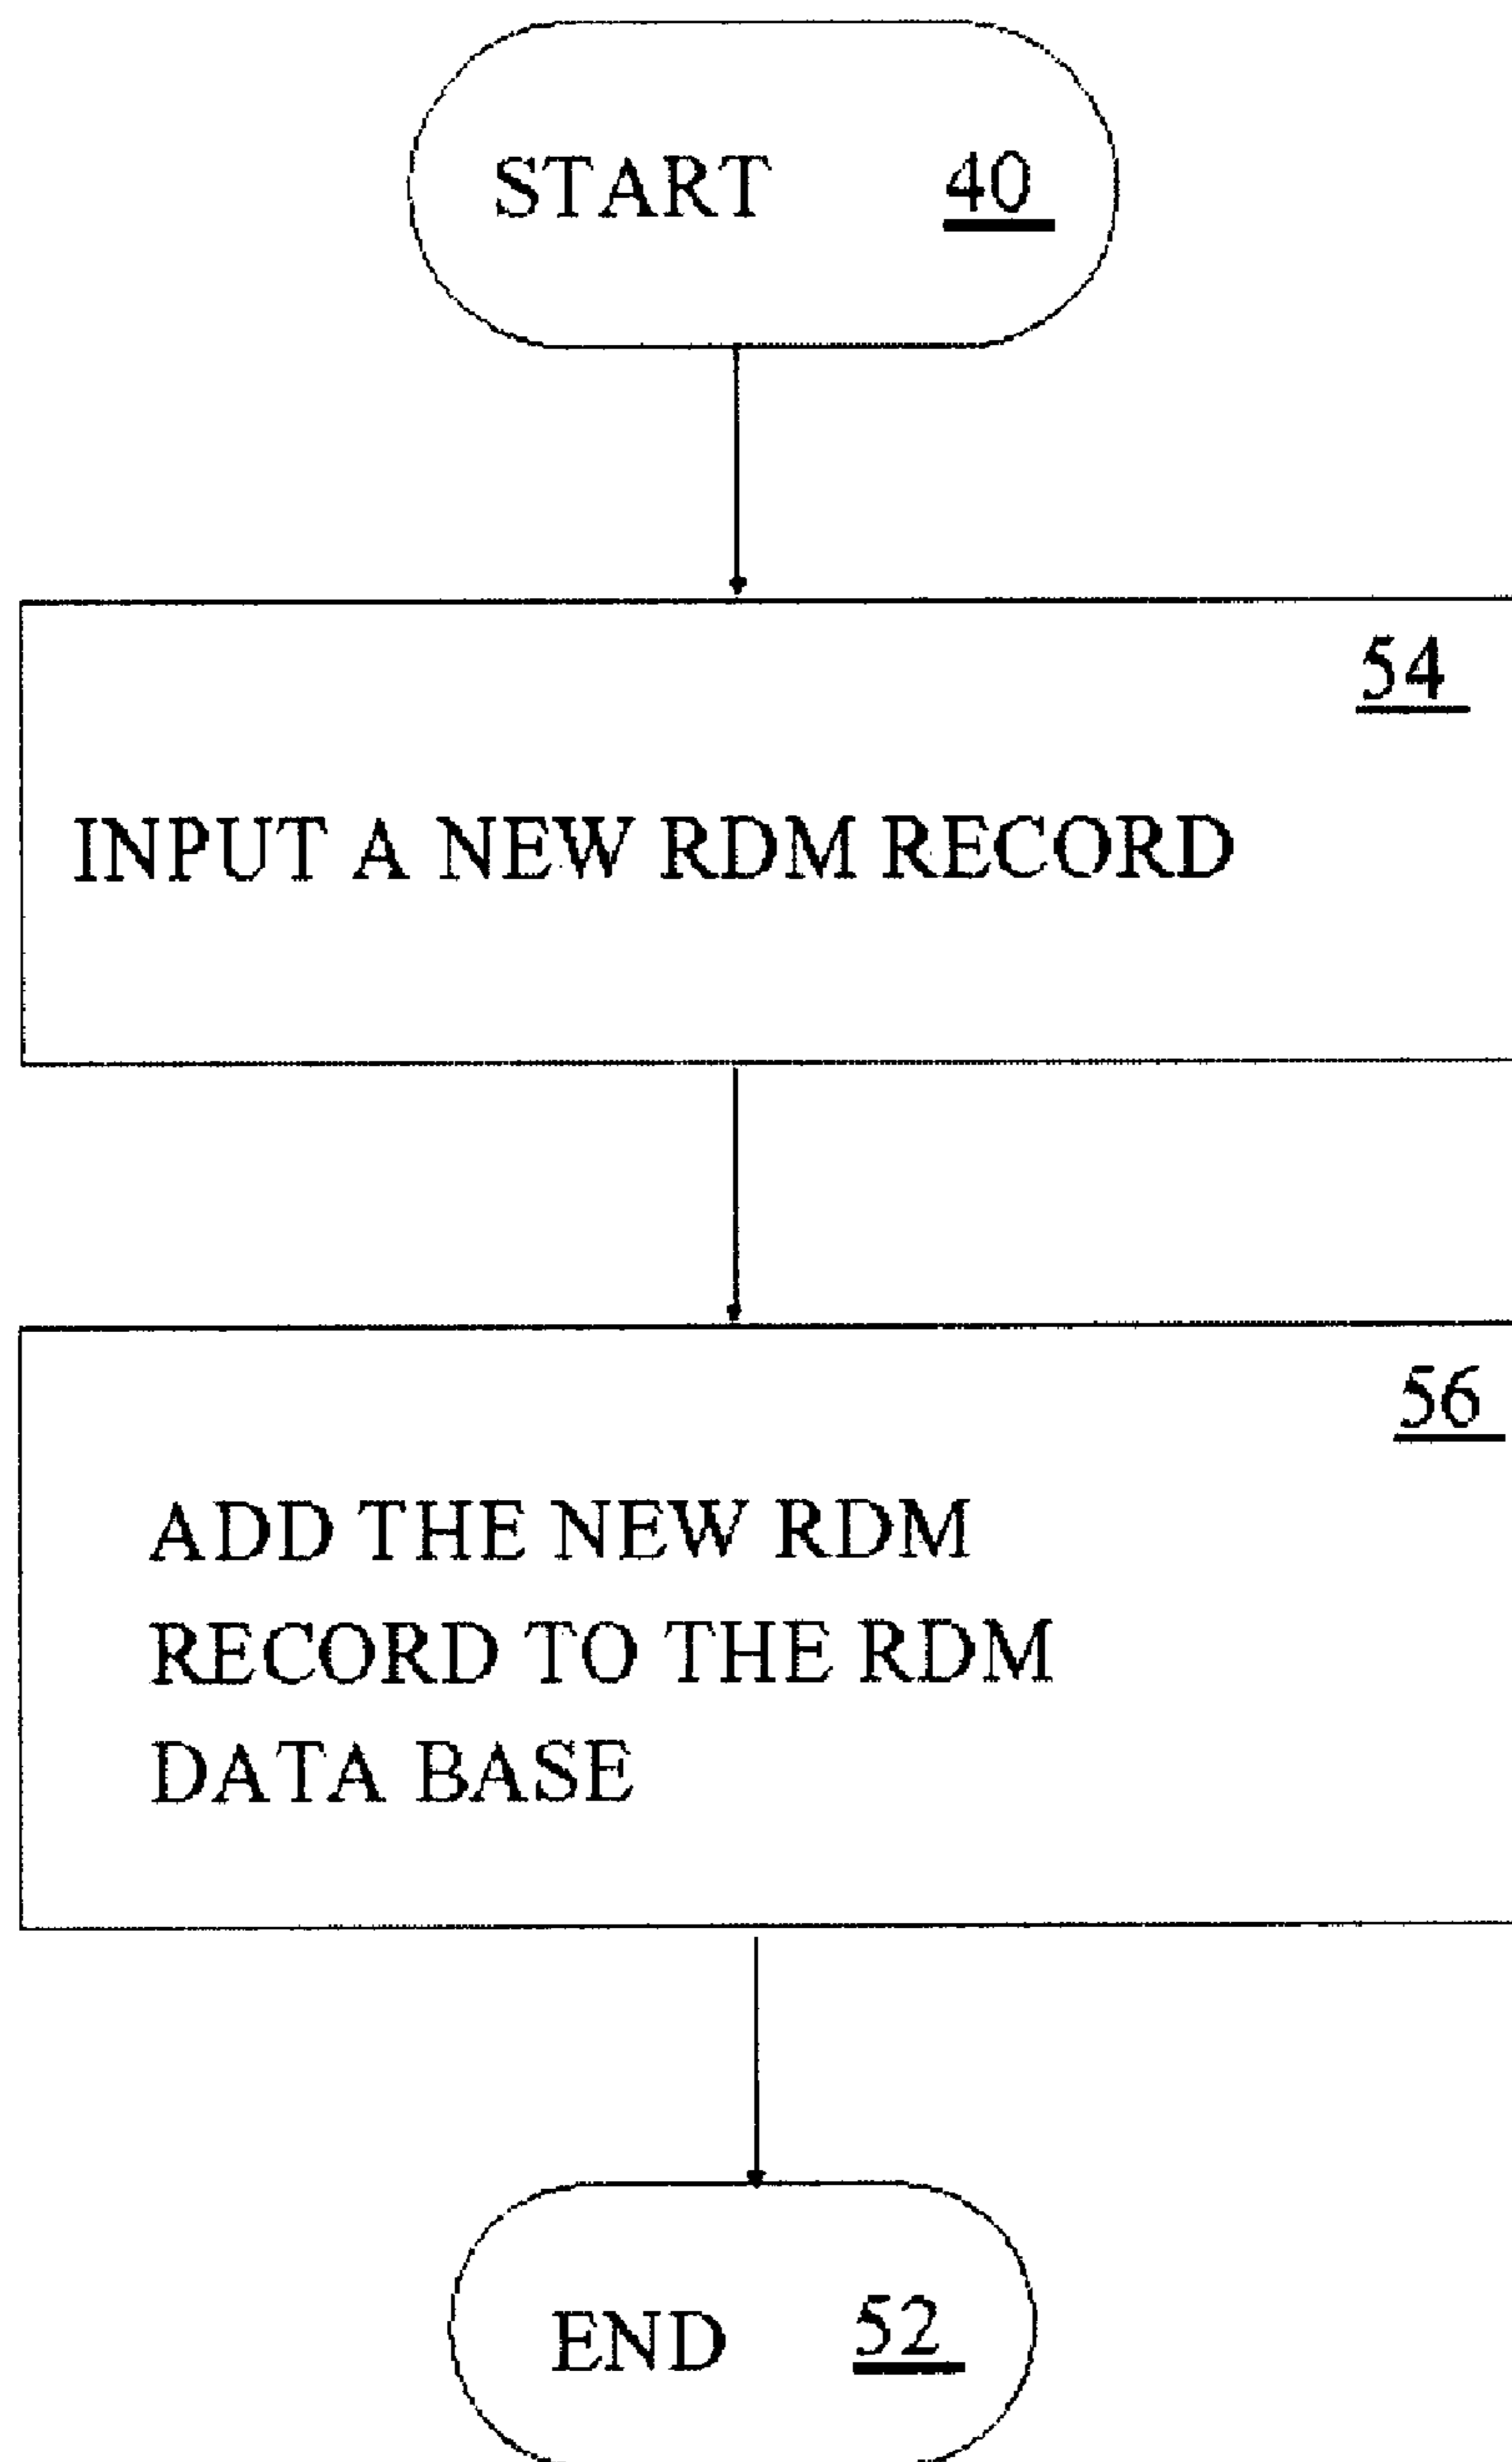 START 40
54
INPUT A NEW RDM RECORD
56
ADD THE NEW RDM
RECORD TO THE RDM
DATA BASE
END 52